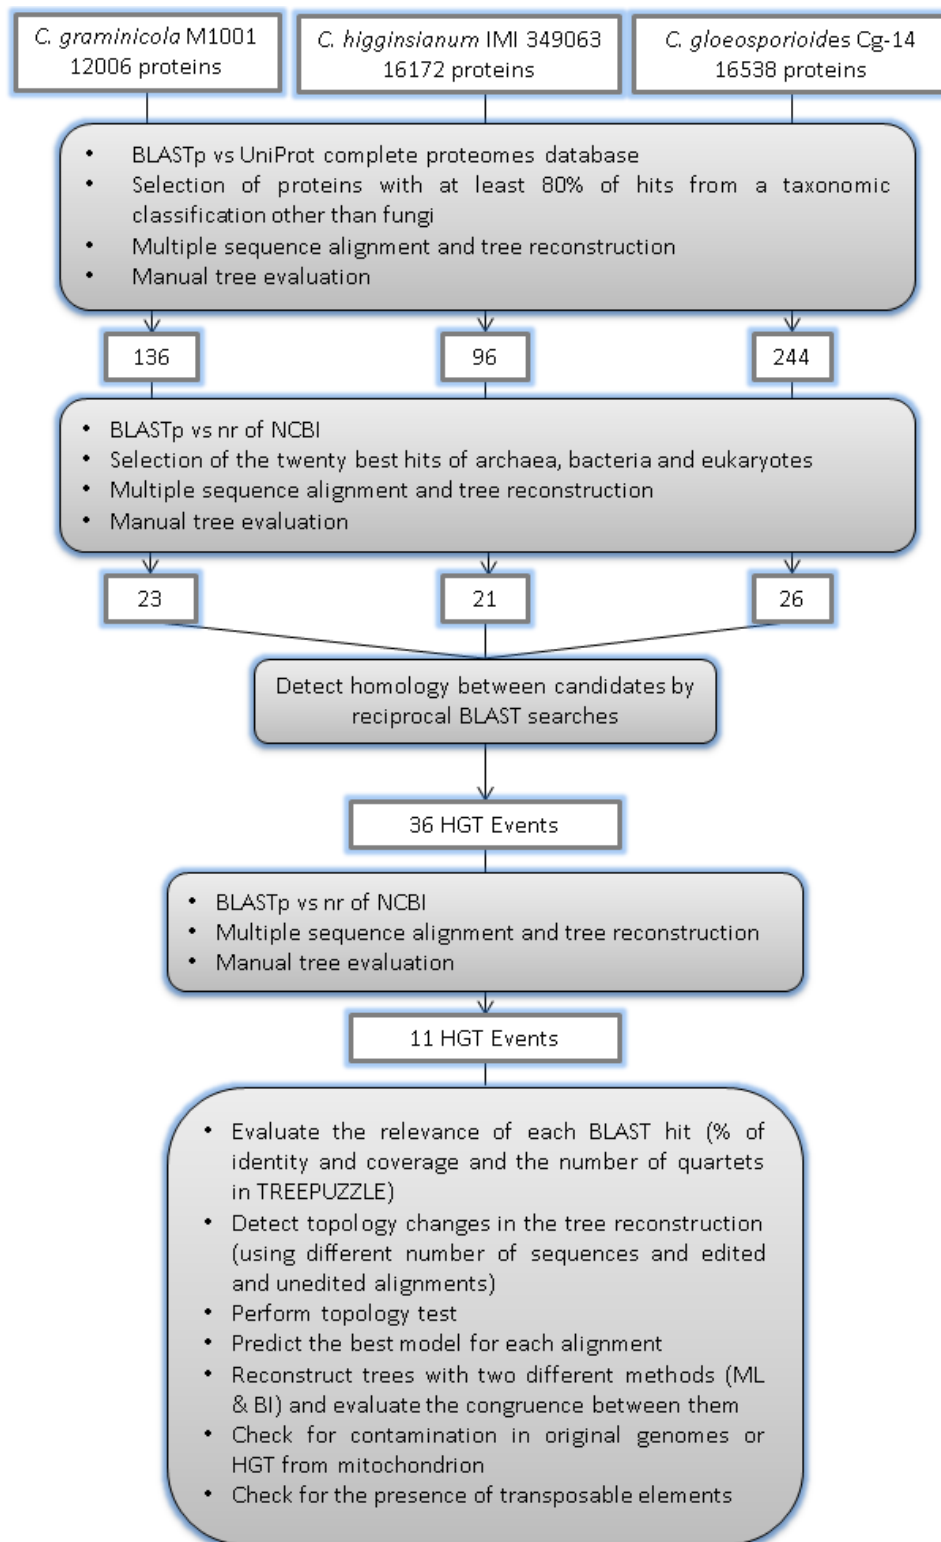 C. graminicola M1001
12006 proteins
C. higginsianum IMI 349063
16172 proteins
C. gloeosporioides Cg-14
16538 proteins
• BLASTp vs UniProt complete proteomes database
• Selection of proteins with at least 80% of hits from a taxonomic
classification other than fungi
• Multiple sequence alignment and tree reconstruction
• Manual tree evaluation
136
96
244
• BLASTp vs nr of NCBI
• Selection of the twenty best hits of archaea, bacteria and eukaryotes
• Multiple sequence alignment and tree reconstruction
• Manual tree evaluation
23
21
26
Detect homology between candidates by
reciprocal BLAST searches
36 HGT Events
• BLASTp vs nr of NCBI
• Multiple sequence alignment and tree reconstruction
• Manual tree evaluation
11 HGT Events
• Evaluate the relevance of each BLAST hit (% of
identity and coverage and the number of quartets
in TREEPUZZLE)
• Detect topology changes in the tree reconstruction
(using different number of sequences and edited
and unedited alignments)
• Perform topology test
• Predict the best model for each alignment
• Reconstruct trees with two different methods (ML
& BI) and evaluate the congruence between them
• Check for contamination in original genomes or
HGT from mitochondrion
• Check for the presence of transposable elements